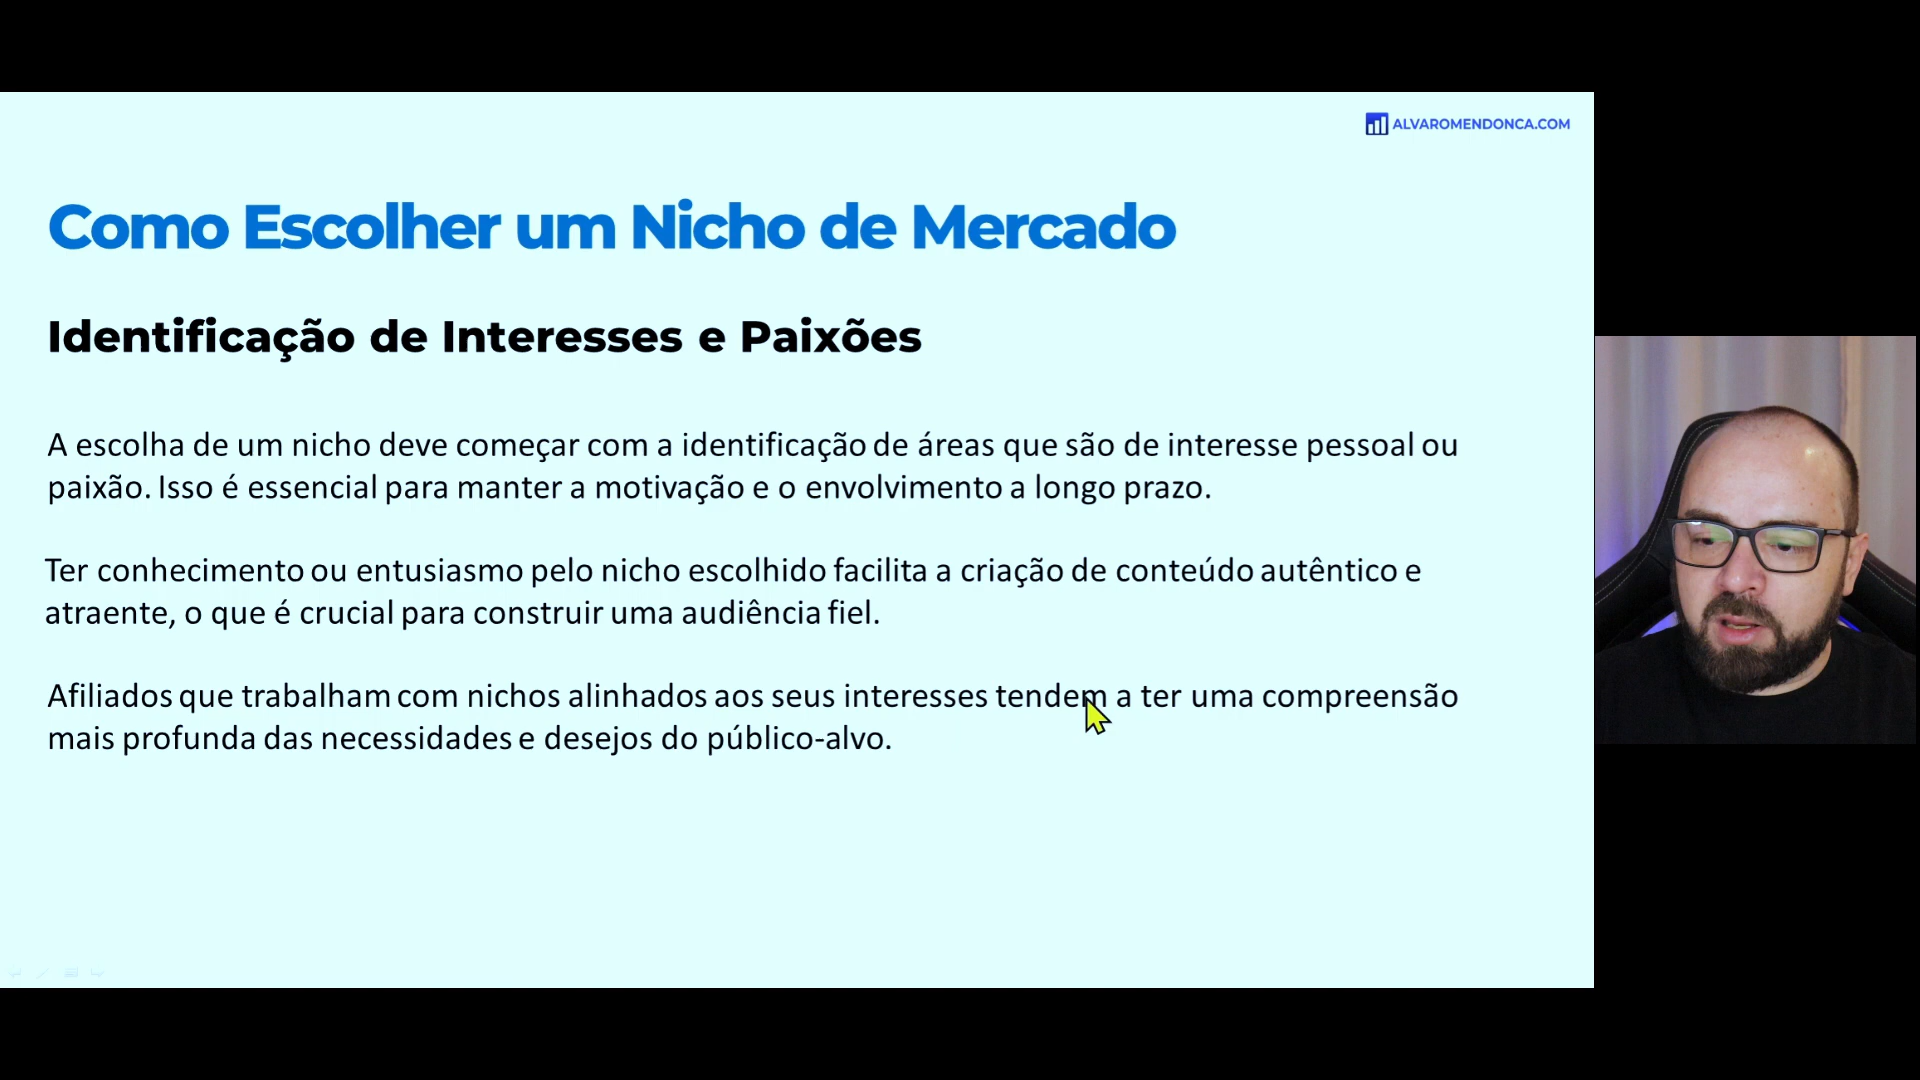 ALVAROMENDONCA.COM
Como Escolher um Nicho de Mercado
Identificação de Interesses e Paixões
A escolha de um nicho deve começar com a identificação de áreas que são de interesse pessoal ou
paixão. Isso é essencial para manter a motivação e o envolvimento a longo prazo.
Ter conhecimento ou entusiasmo pelo nicho escolhido facilita a criação de conteúdo autêntico e
atraente, o que é crucial para construir uma audiência fiel.
Afiliados que trabalham com nichos alinhados aos seus interesses tendem a ter uma compreensão
mais profunda das necessidades e desejos do público-alvo.